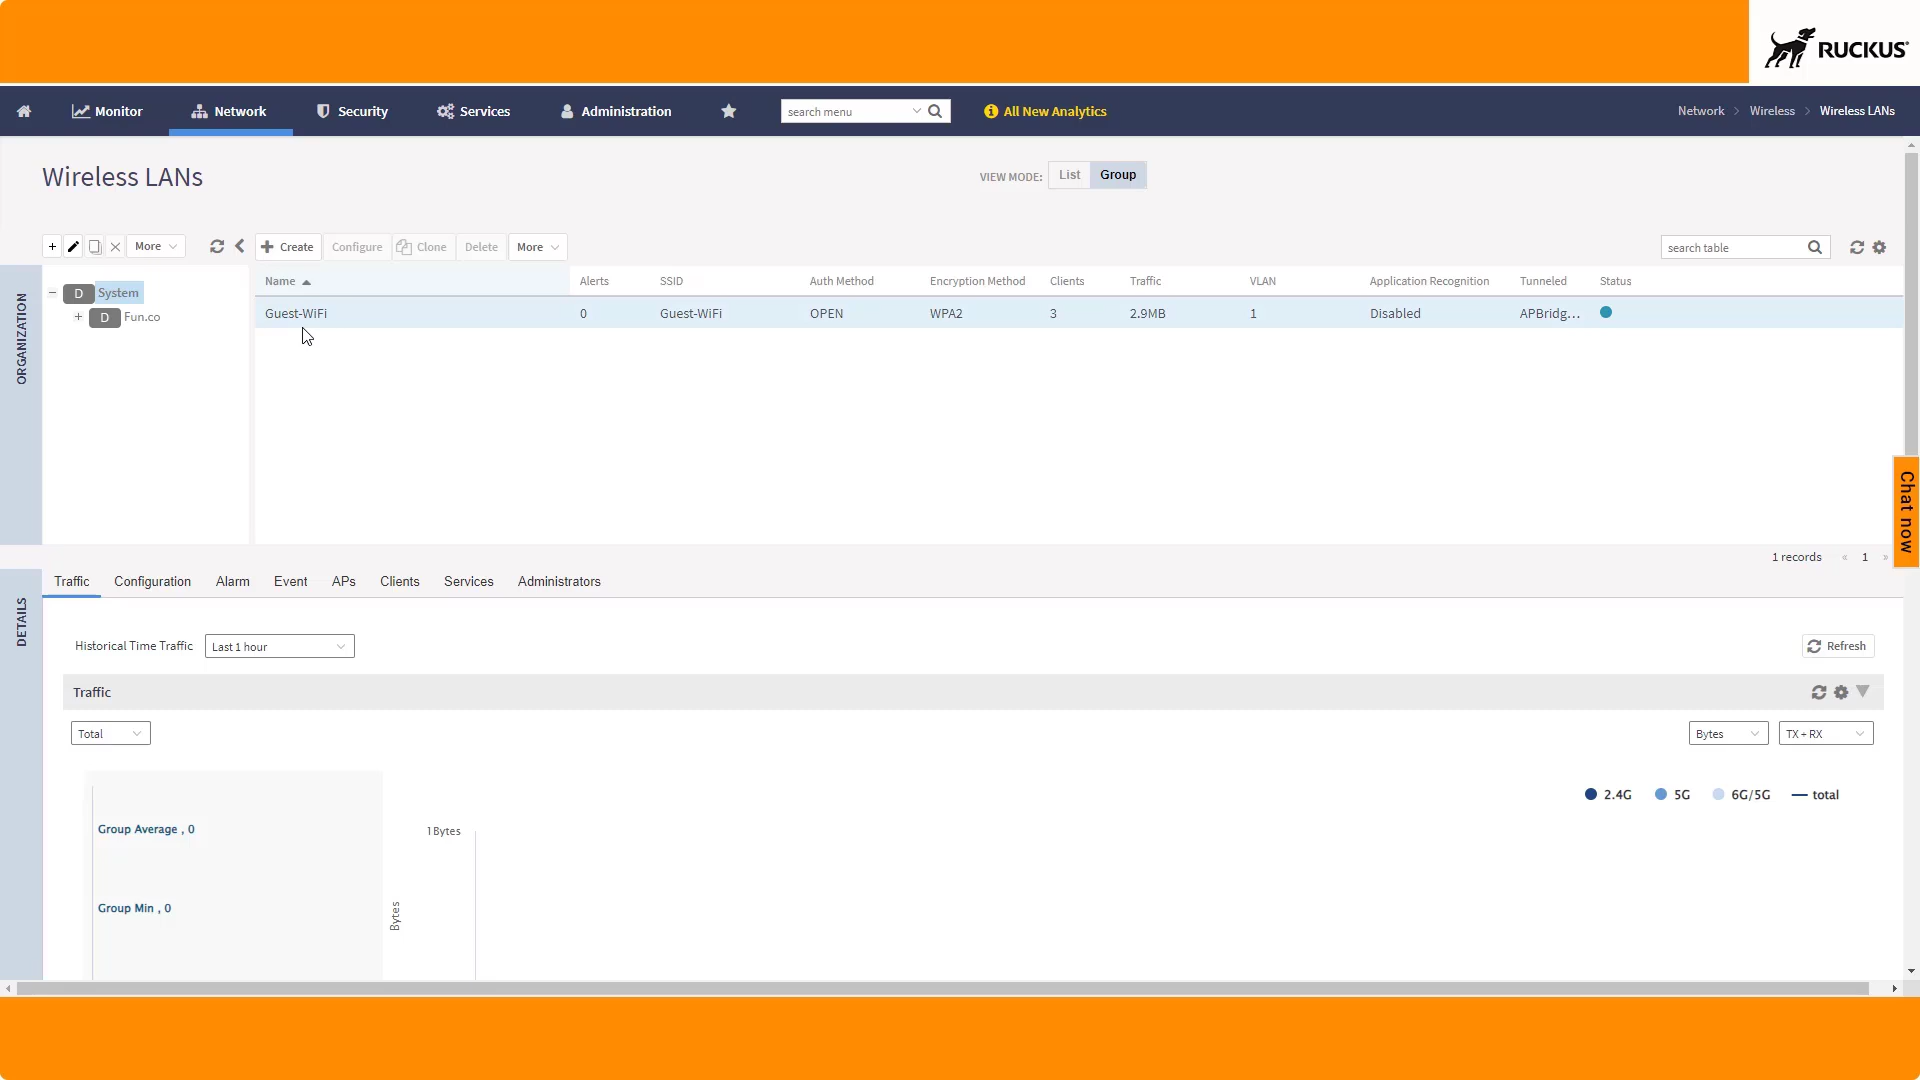 RUCKUS
Monitor Network Security Services Administration search menu All New Analytics Network > Wireless > Wireless LANs
Wireless LANs
VIEW MODE: List Group
+ More Create Configure Clone Delete More search table
ORGANIZATION
D System
D Fun.co
Name Alerts SSID Auth Method Encryption Method Clients Traffic VLAN Application Recognition Tunneled Status
Guest-WiFi 0 Guest-WiFi OPEN WPA2 3 2.9MB 1 Disabled APBridg...
Chat now
1 records « 1 »
DETAILS
Traffic Configuration Alarm Event APs Clients Services Administrators
Historical Time Traffic Last 1 hour Refresh
Traffic
Total Bytes TX + RX
2.4G 5G 6G/5G total
Group Average , 0
1 Bytes
Group Min , 0
Bytes